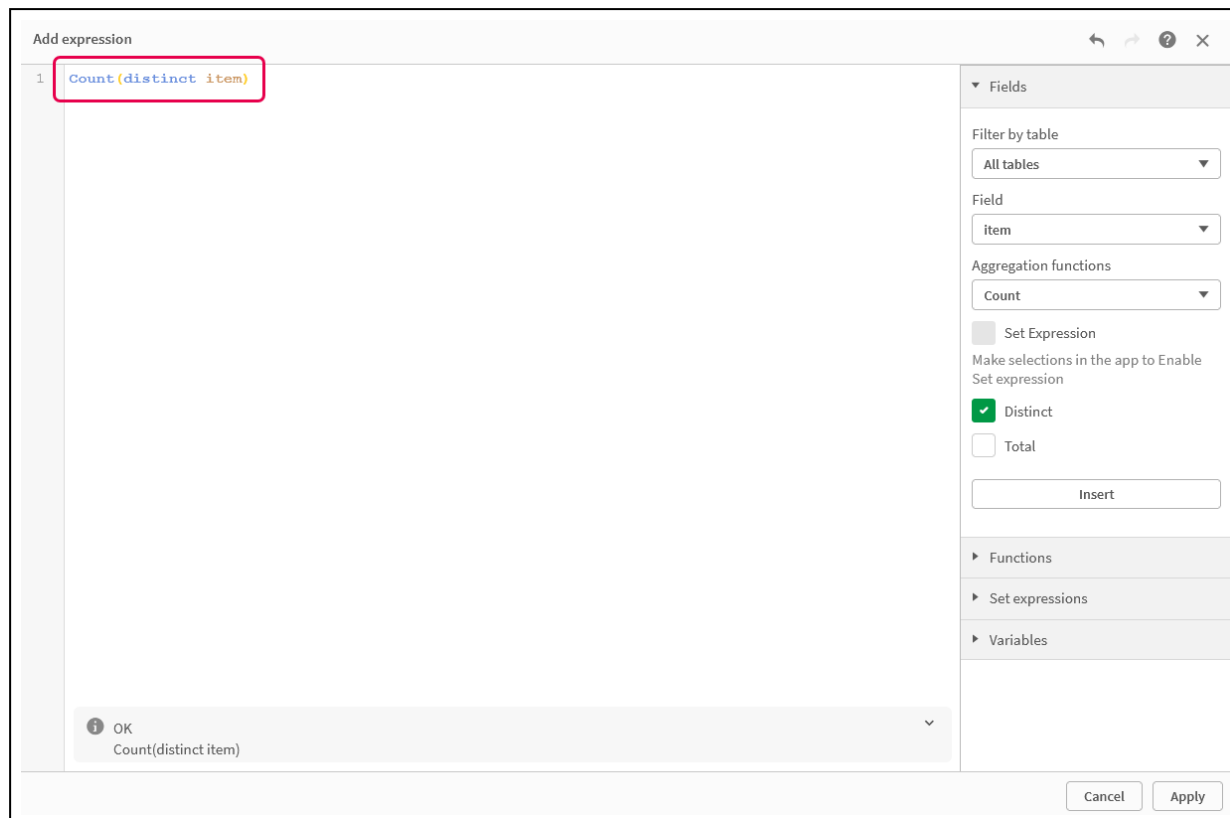 Add expression
1 Count(distinct item)
Fields
Filter by table
All tables
Field
item
Aggregation functions
Count
Set Expression
Make selections in the app to Enable
Set expression
Distinct
Total
Insert
Functions
Set expressions
Variables
OK
Count(distinct item)
Cancel Apply